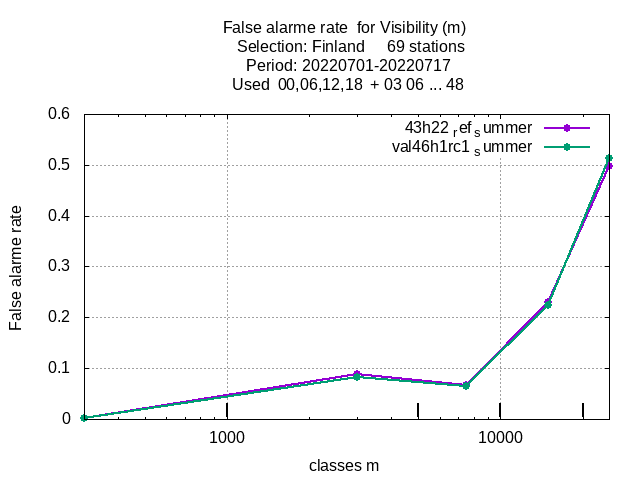 False alarme rate  for Visibility (m)
Selection: Finland     69 stations
Period: 20220701-20220717
Used  00,06,12,18  + 03 06 ... 48
43h22 ref summer
val46h1rc1 summer
0.6
0.5
0.4
0.3
0.2
0.1
0
False alarme rate
1000
10000
classes m